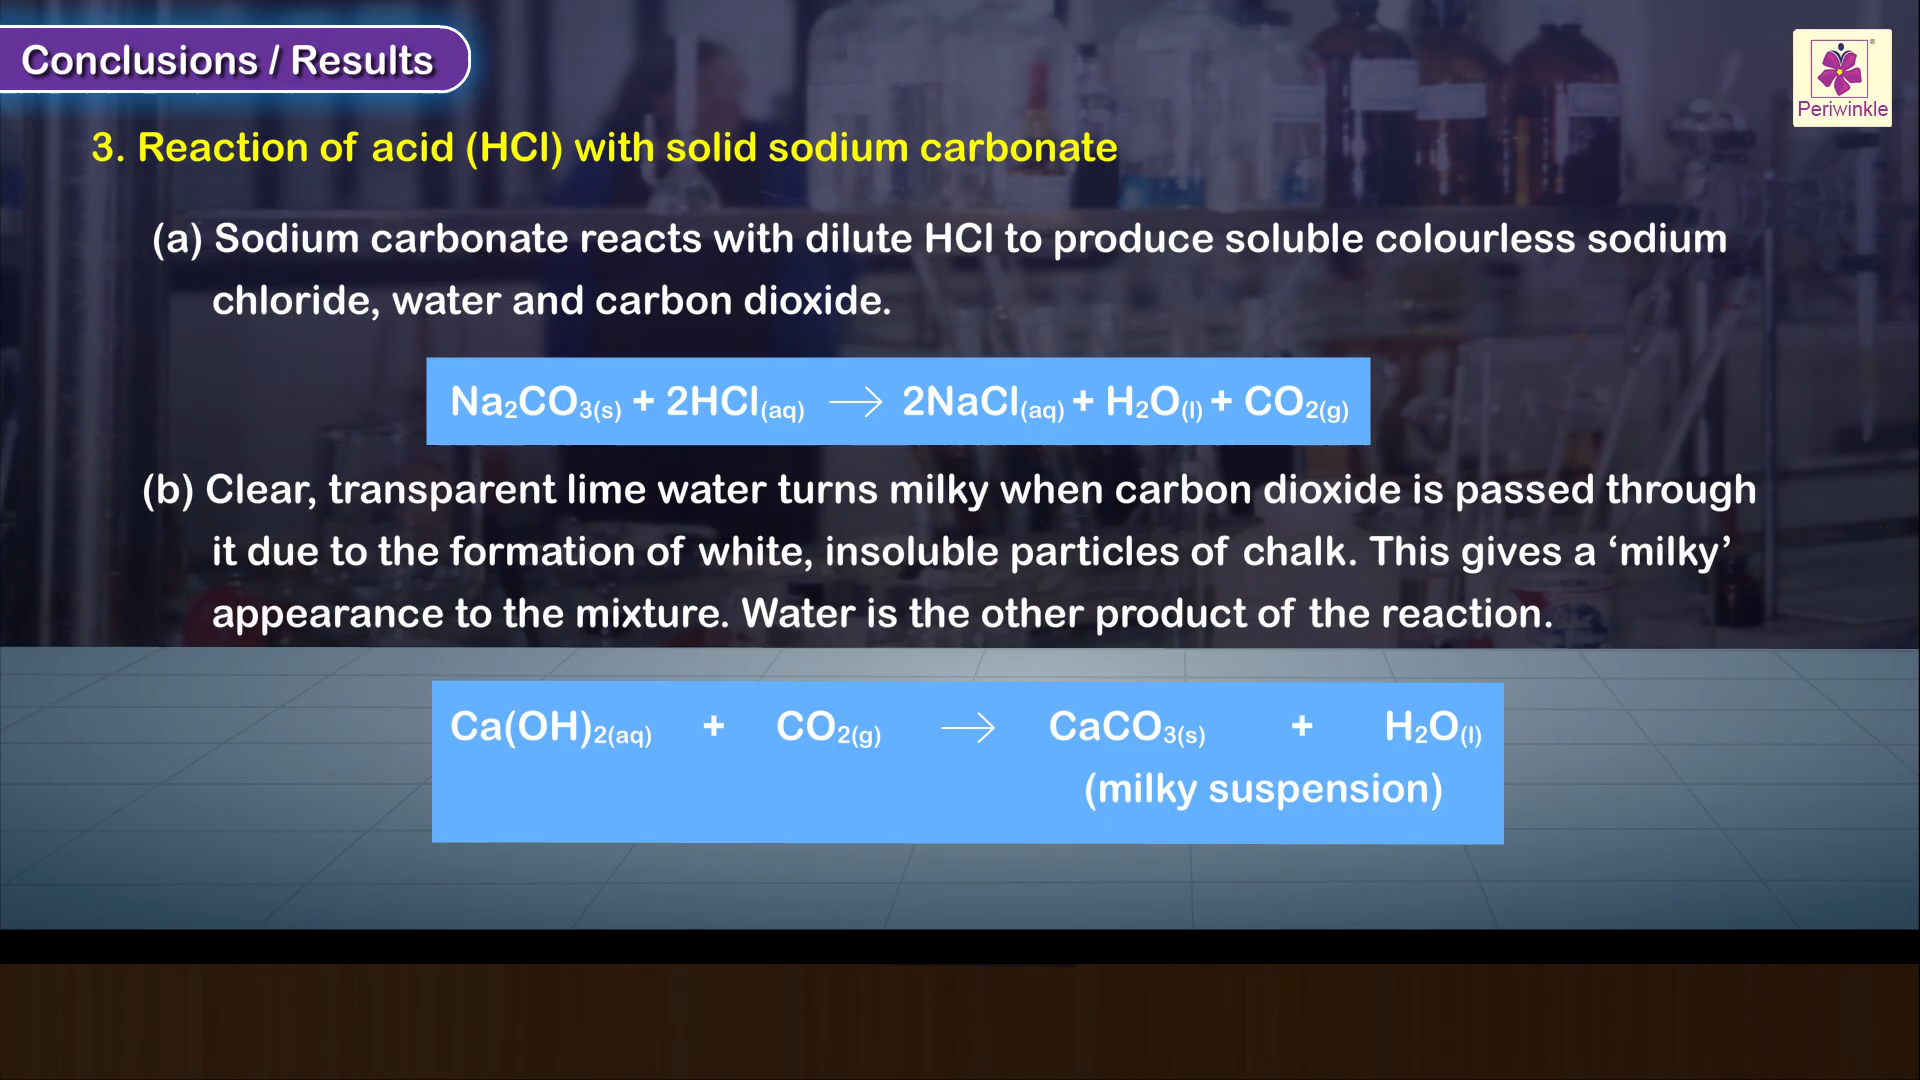 Conclusions / Results
Periwinkle
3. Reaction of acid (HCl) with solid sodium carbonate
(a) Sodium carbonate reacts with dilute HCl to produce soluble colourless sodium
chloride, water and carbon dioxide.
Na₂CO₃(s) + 2HCl(aq) → 2NaCl(aq) + H₂O(l) + CO₂(g)
(b) Clear, transparent lime water turns milky when carbon dioxide is passed through
it due to the formation of white, insoluble particles of chalk. This gives a ‘milky’
appearance to the mixture. Water is the other product of the reaction.
Ca(OH)₂(aq) + CO₂(g) → CaCO₃(s) + H₂O(l)
(milky suspension)